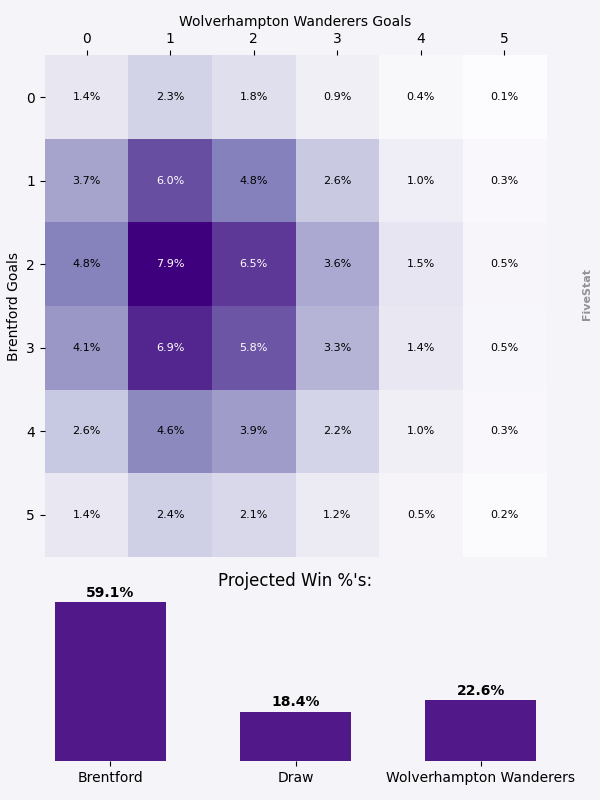 Wolverhampton Wanderers Goals
0 1 2 3 4 5
0 1.4% 2.3% 1.8% 0.9% 0.4% 0.1%
1 3.7% 6.0% 4.8% 2.6% 1.0% 0.3%
2 4.8% 7.9% 6.5% 3.6% 1.5% 0.5%
3 4.1% 6.9% 5.8% 3.3% 1.4% 0.5%
4 2.6% 4.6% 3.9% 2.2% 1.0% 0.3%
5 1.4% 2.4% 2.1% 1.2% 0.5% 0.2%
Brentford Goals
FiveStat
Projected Win %'s:
59.1% 18.4% 22.6%
Brentford Draw Wolverhampton Wanderers